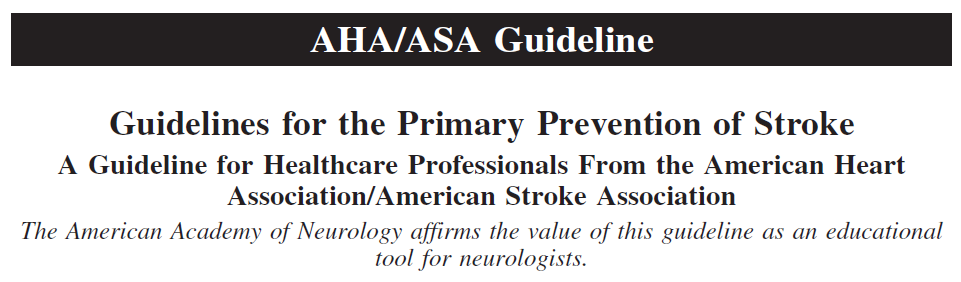 AHA/ASA Guideline
Guidelines for the Primary Prevention of Stroke
A Guideline for Healthcare Professionals From the American Heart
Association/American Stroke Association
The American Academy of Neurology affirms the value of this guideline as an educational
tool for neurologists.